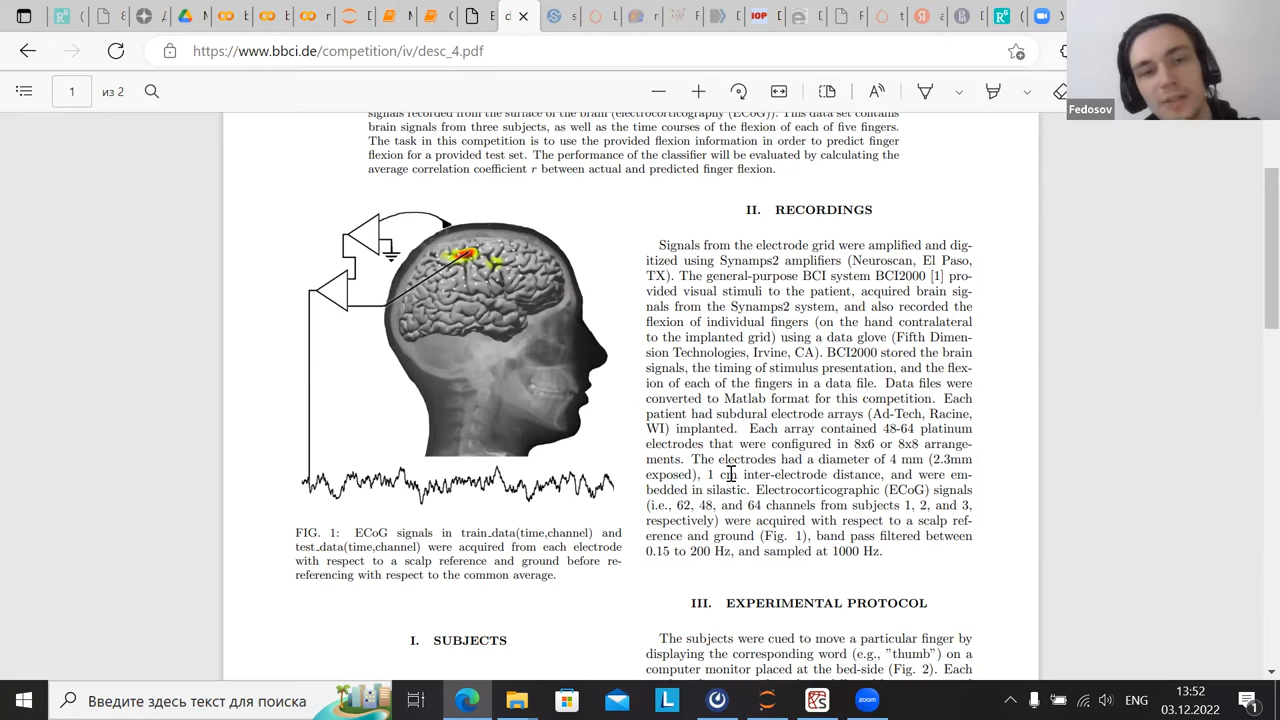 https://www.bbci.de/competition/iv/desc_4.pdf
1
из 2
Fedosov
signals recorded from the surface of the brain (electrocorticography (ECoG)). This data set contains
brain signals from three subjects, as well as the time courses of the flexion of each of five fingers.
The task in this competition is to use the provided flexion information in order to predict finger
flexion for a provided test set. The performance of the classifier will be evaluated by calculating the
average correlation coefficient r between actual and predicted finger flexion.
FIG. 1: ECoG signals in train_data(time,channel) and
test_data(time,channel) were acquired from each electrode
with respect to a scalp reference and ground before re-
referencing with respect to the common average.
I. SUBJECTS
II. RECORDINGS
Signals from the electrode grid were amplified and dig-
itized using Synamps2 amplifiers (Neuroscan, El Paso,
TX). The general-purpose BCI system BCI2000 [1] pro-
vided visual stimuli to the patient, acquired brain sig-
nals from the Synamps2 system, and also recorded the
flexion of individual fingers (on the hand contralateral
to the implanted grid) using a data glove (Fifth Dimen-
sion Technologies, Irvine, CA). BCI2000 stored the brain
signals, the timing of stimulus presentation, and the flex-
ion of each of the fingers in a data file. Data files were
converted to Matlab format for this competition. Each
patient had subdural electrode arrays (Ad-Tech, Racine,
WI) implanted. Each array contained 48-64 platinum
electrodes that were configured in 8x6 or 8x8 arrange-
ments. The electrodes had a diameter of 4 mm (2.3mm
exposed), 1 cm inter-electrode distance, and were em-
bedded in silastic. Electrocorticographic (ECoG) signals
(i.e., 62, 48, and 64 channels from subjects 1, 2, and 3,
respectively) were acquired with respect to a scalp ref-
erence and ground (Fig. 1), band pass filtered between
0.15 to 200 Hz, and sampled at 1000 Hz.
III. EXPERIMENTAL PROTOCOL
The subjects were cued to move a particular finger by
displaying the corresponding word (e.g., "thumb") on a
computer monitor placed at the bed-side (Fig. 2). Each
Введите здесь текст для поиска
ENG
13:52
03.12.2022